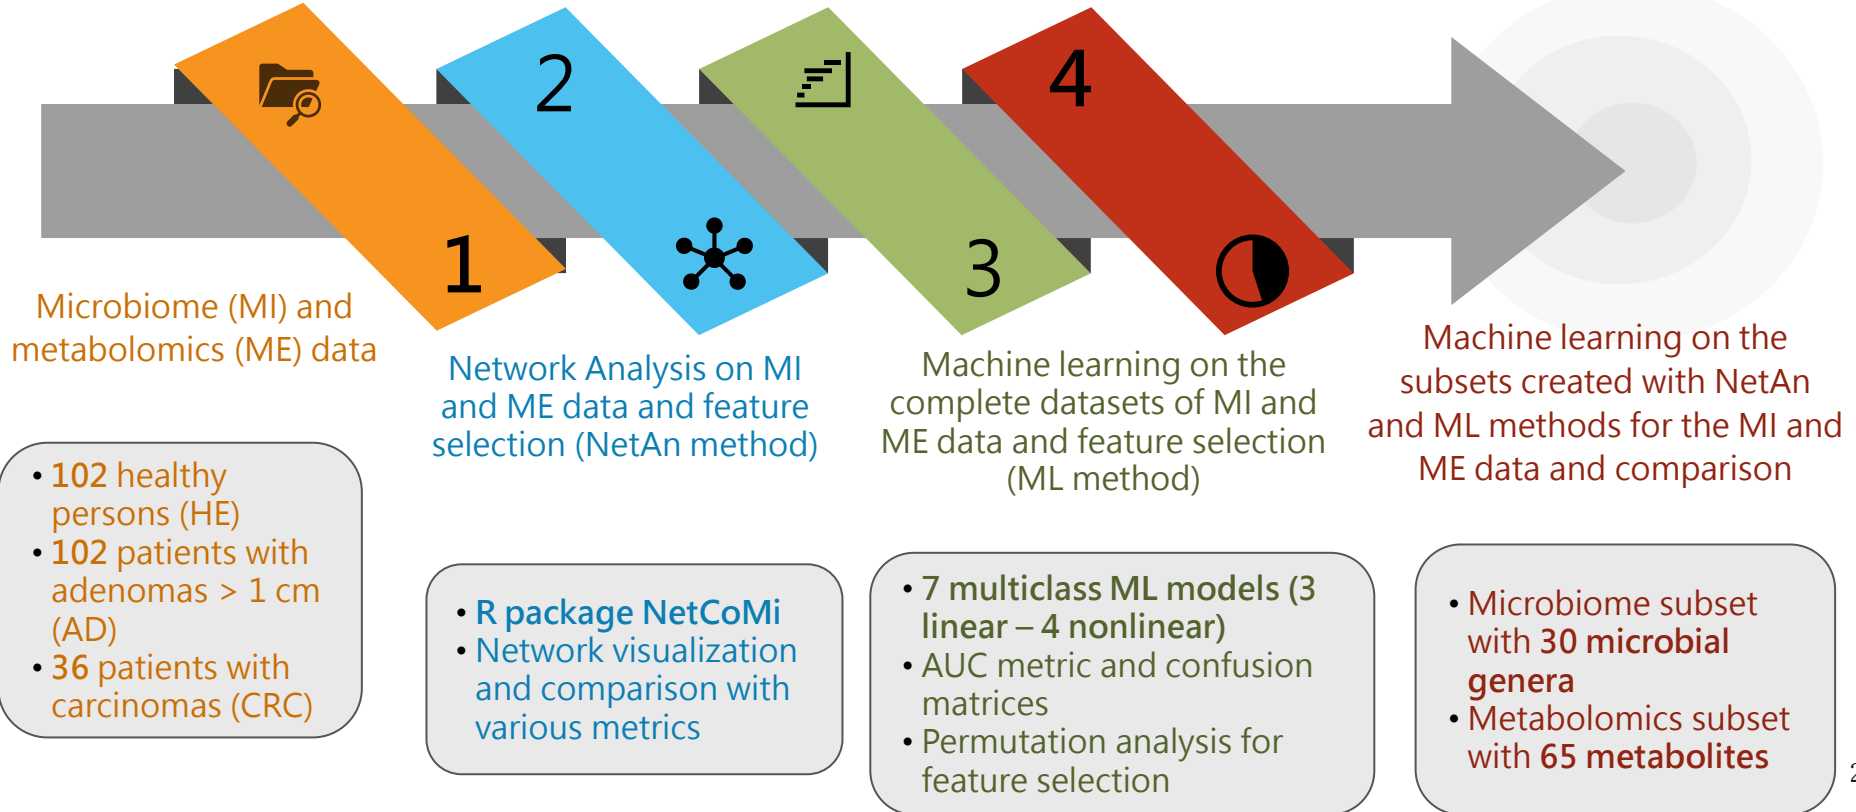 1
2
3
4
Microbiome (MI) and
metabolomics (ME) data
• 102 healthy
persons (HE)
• 102 patients with
adenomas > 1 cm
(AD)
• 36 patients with
carcinomas (CRC)
Network Analysis on MI
and ME data and feature
selection (NetAn method)
• R package NetCoMi
• Network visualization
and comparison with
various metrics
Machine learning on the
complete datasets of MI and
ME data and feature selection
(ML method)
• 7 multiclass ML models (3
linear – 4 nonlinear)
• AUC metric and confusion
matrices
• Permutation analysis for
feature selection
Machine learning on the
subsets created with NetAn
and ML methods for the MI and
ME data and comparison
• Microbiome subset
with 30 microbial
genera
• Metabolomics subset
with 65 metabolites